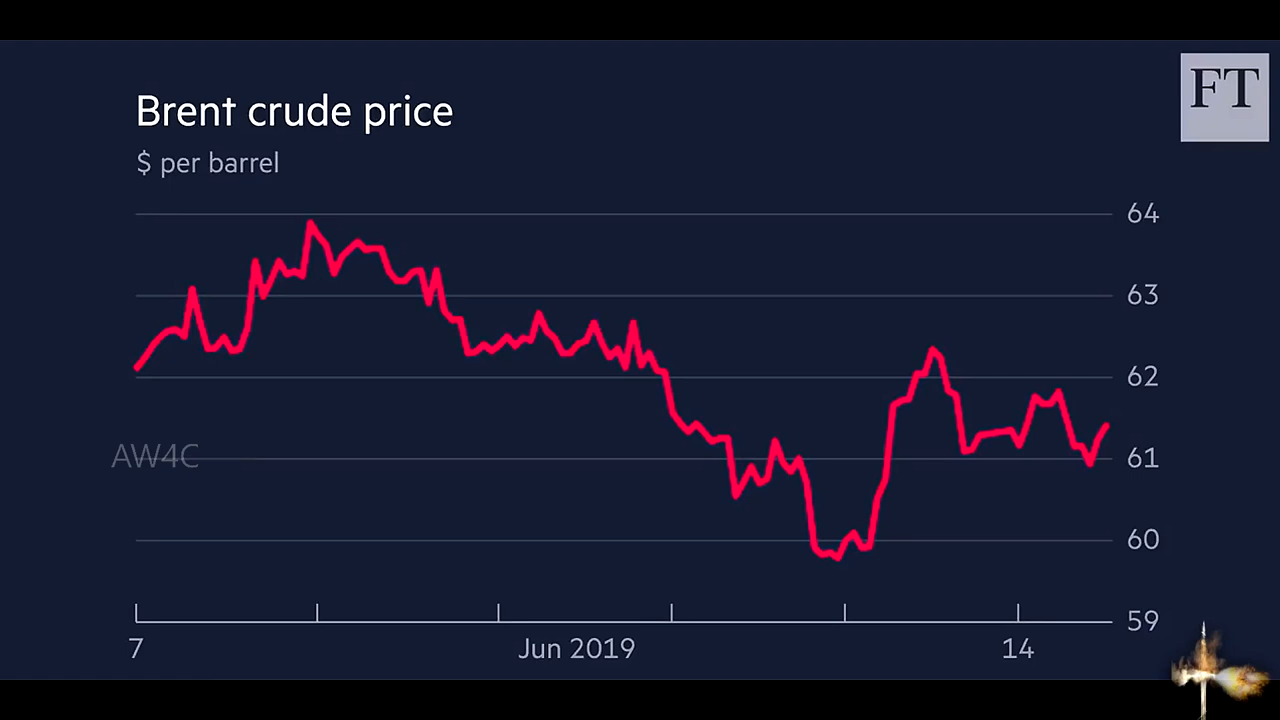 FT
Brent crude price
$ per barrel
64
63
62
AW4C
61
60
59
7
Jun 2019
14